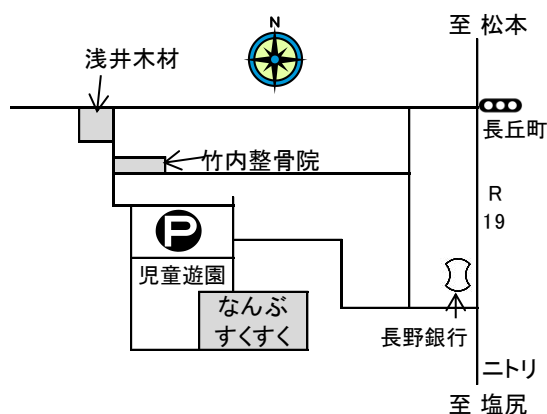 至 松本
N
浅井木材
長丘町
竹内整骨院
R
19
P
児童遊園
なんぶ
すくすく
長野銀行
ニトリ
至 塩尻